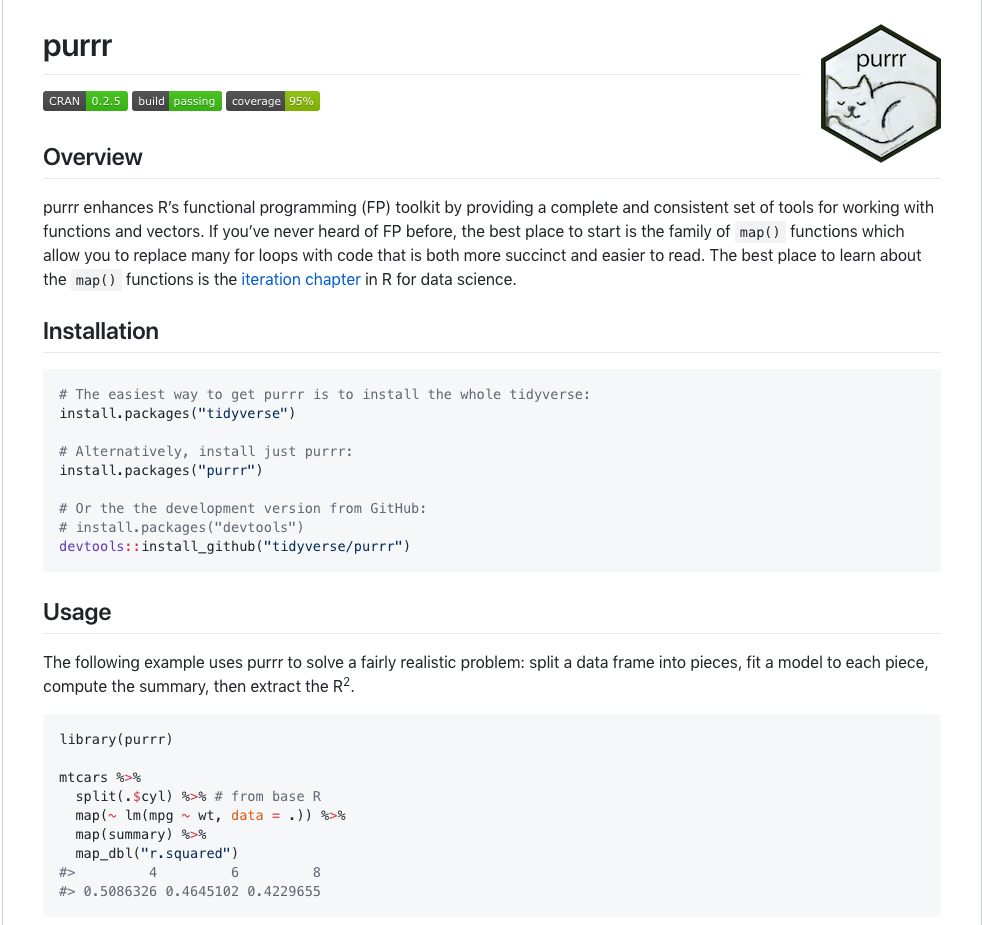 purrr
purrr
CRAN 0.2.5 build passing coverage 95%
Overview
purrr enhances R’s functional programming (FP) toolkit by providing a complete and consistent set of tools for working with
functions and vectors. If you’ve never heard of FP before, the best place to start is the family of map() functions which
allow you to replace many for loops with code that is both more succinct and easier to read. The best place to learn about
the map() functions is the iteration chapter in R for data science.
Installation
# The easiest way to get purrr is to install the whole tidyverse:
install.packages("tidyverse")
# Alternatively, install just purrr:
install.packages("purrr")
# Or the the development version from GitHub:
# install.packages("devtools")
devtools::install_github("tidyverse/purrr")
Usage
The following example uses purrr to solve a fairly realistic problem: split a data frame into pieces, fit a model to each piece,
compute the summary, then extract the R².
library(purrr)
mtcars %>%
  split(.$cyl) %>% # from base R
  map(~ lm(mpg ~ wt, data = .)) %>%
  map(summary) %>%
  map_dbl("r.squared")
#>         4         6         8
#> 0.5086326 0.4645102 0.4229655